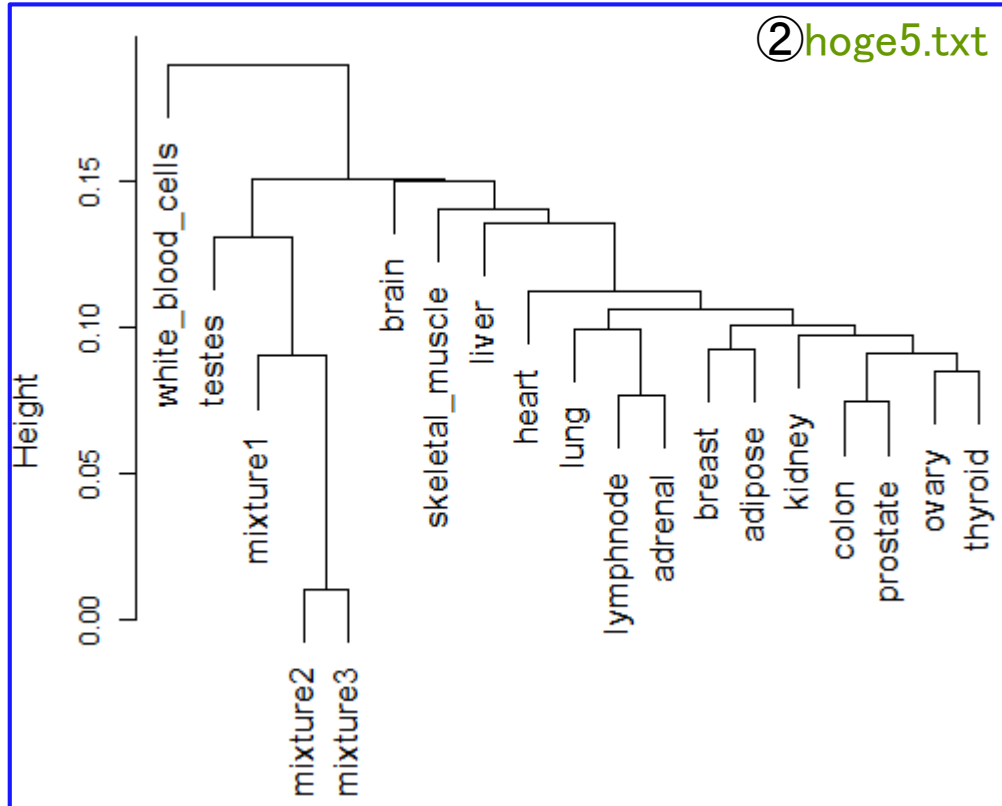 ②hoge5.txt
Height
0.00
0.05
0.10
0.15
white_blood_cells
testes
mixture1
mixture2
mixture3
brain
skeletal_muscle
liver
heart
lung
lymphnode
adrenal
breast
adipose
kidney
colon
prostate
ovary
thyroid